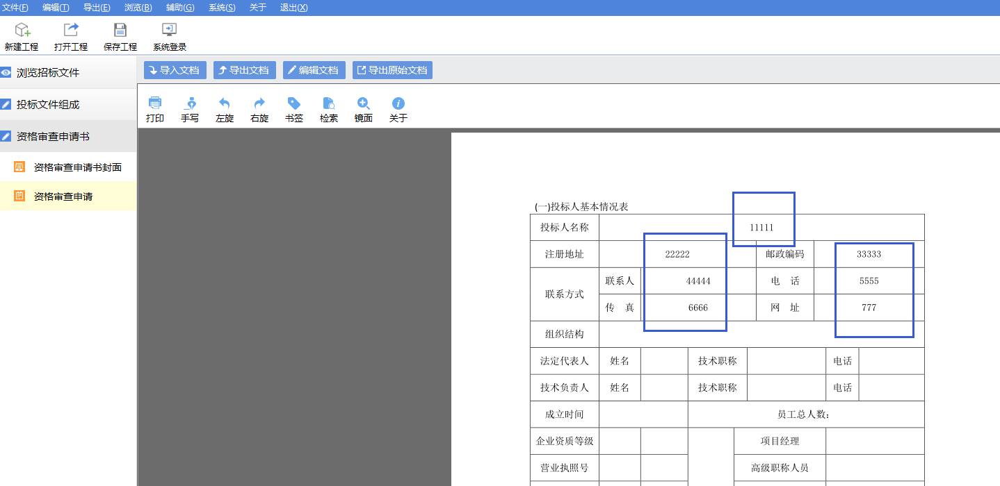 文件(F) 编辑(T) 导出(E) 浏览(B) 辅助(G) 系统(S) 关于 退出(X)
新建工程 打开工程 保存工程 系统登录
浏览招标文件
投标文件组成
资格审查申请书
资格审查申请书封面
资格审查申请
导入文档 导出文档 编辑文档 导出原始文档
打印 手写 左旋 右旋 书签 检索 镜面 关于
(一)投标人基本情况表
投标人名称 11111
注册地址 22222 邮政编码 33333
联系方式 联系人 44444 电 话 5555
传 真 6666 网 址 777
组织结构
法定代表人 姓名 技术职称 电话
技术负责人 姓名 技术职称 电话
成立时间 员工总人数:
企业资质等级 项目经理
营业执照号 高级职称人员